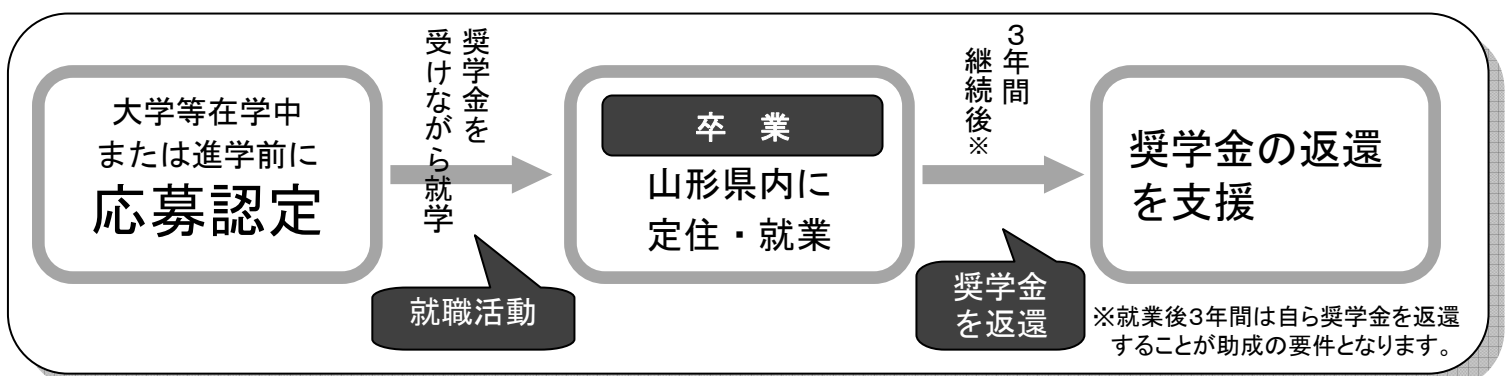 大学等在学中
または進学前に
応募認定
奨学金を
受けながら就学
就職活動
卒 業
山形県内に
定住・就業
３年間
継続後※
奨学金
を返還
奨学金の返還
を支援
※就業後３年間は自ら奨学金を返還
することが助成の要件となります。